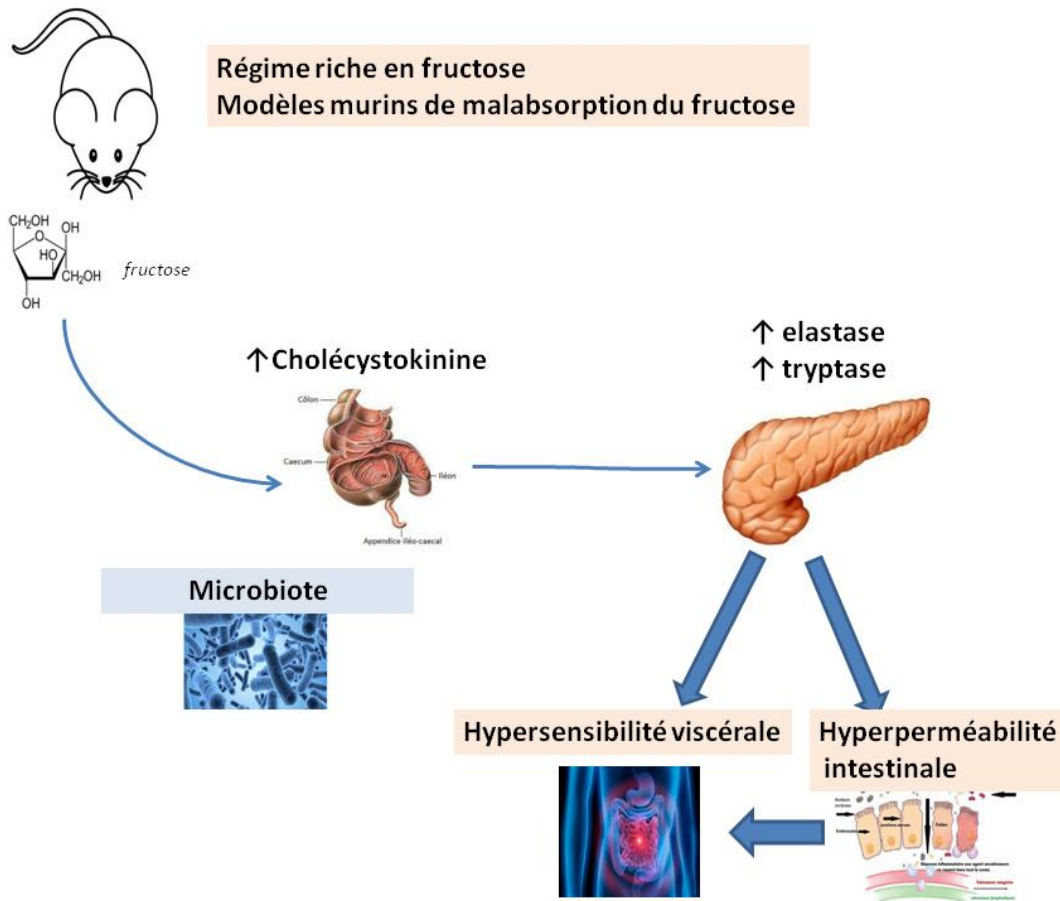 Régime riche en fructose
Modèles murins de malabsorption du fructose
CH₂OH
OH
O
HO
CH₂OH
OH
fructose
↑Cholécystokinine
Côlon
Caecum
Iléon
Appendice iléo-caecal
↑ elastase
↑ tryptase
Microbiote
Hypersensibilité viscérale
Hyperperméabilité
intestinale